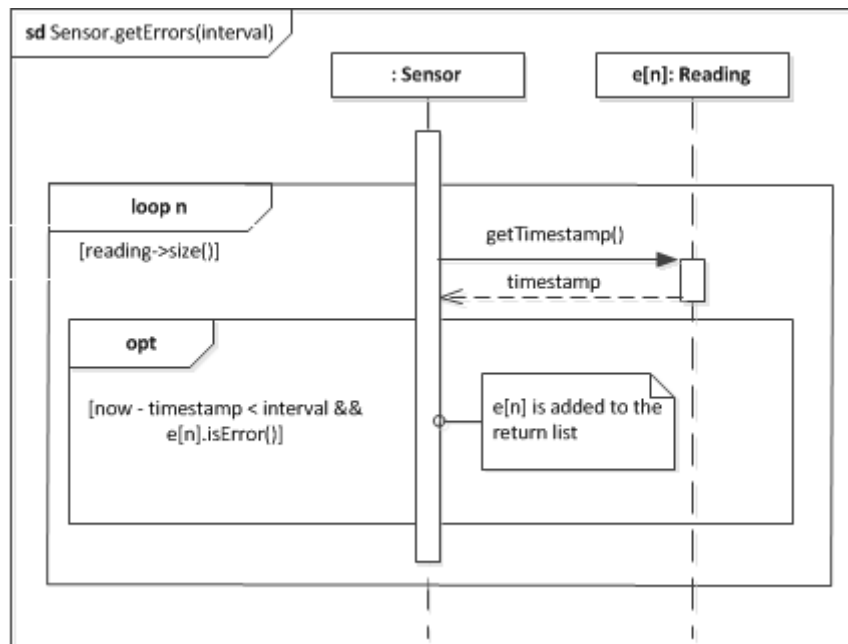 sd Sensor.getErrors(interval)
: Sensor
e[n]: Reading
loop n
[reading->size()]
getTimestamp()
timestamp
opt
[now - timestamp < interval &&
e[n].isError()]
e[n] is added to the
return list